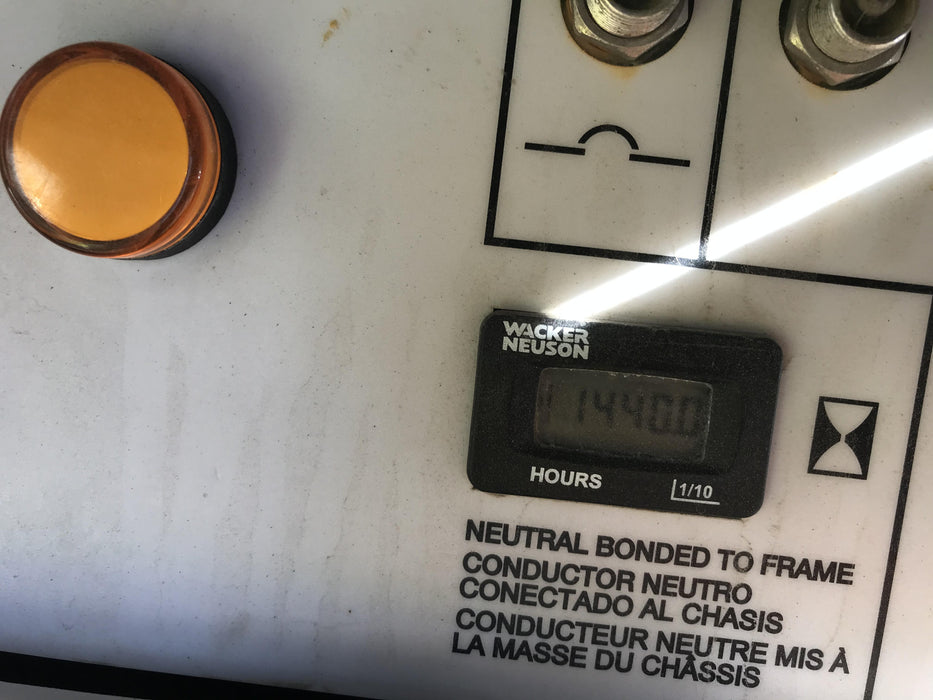 WACKER
NEUSON
HOURS
1/10
NEUTRAL BONDED TO FRAME
CONDUCTOR NEUTRO
CONECTADO AL CHASIS
CONDUCTEUR NEUTRE MIS À
LA MASSE DU CHÂSSIS